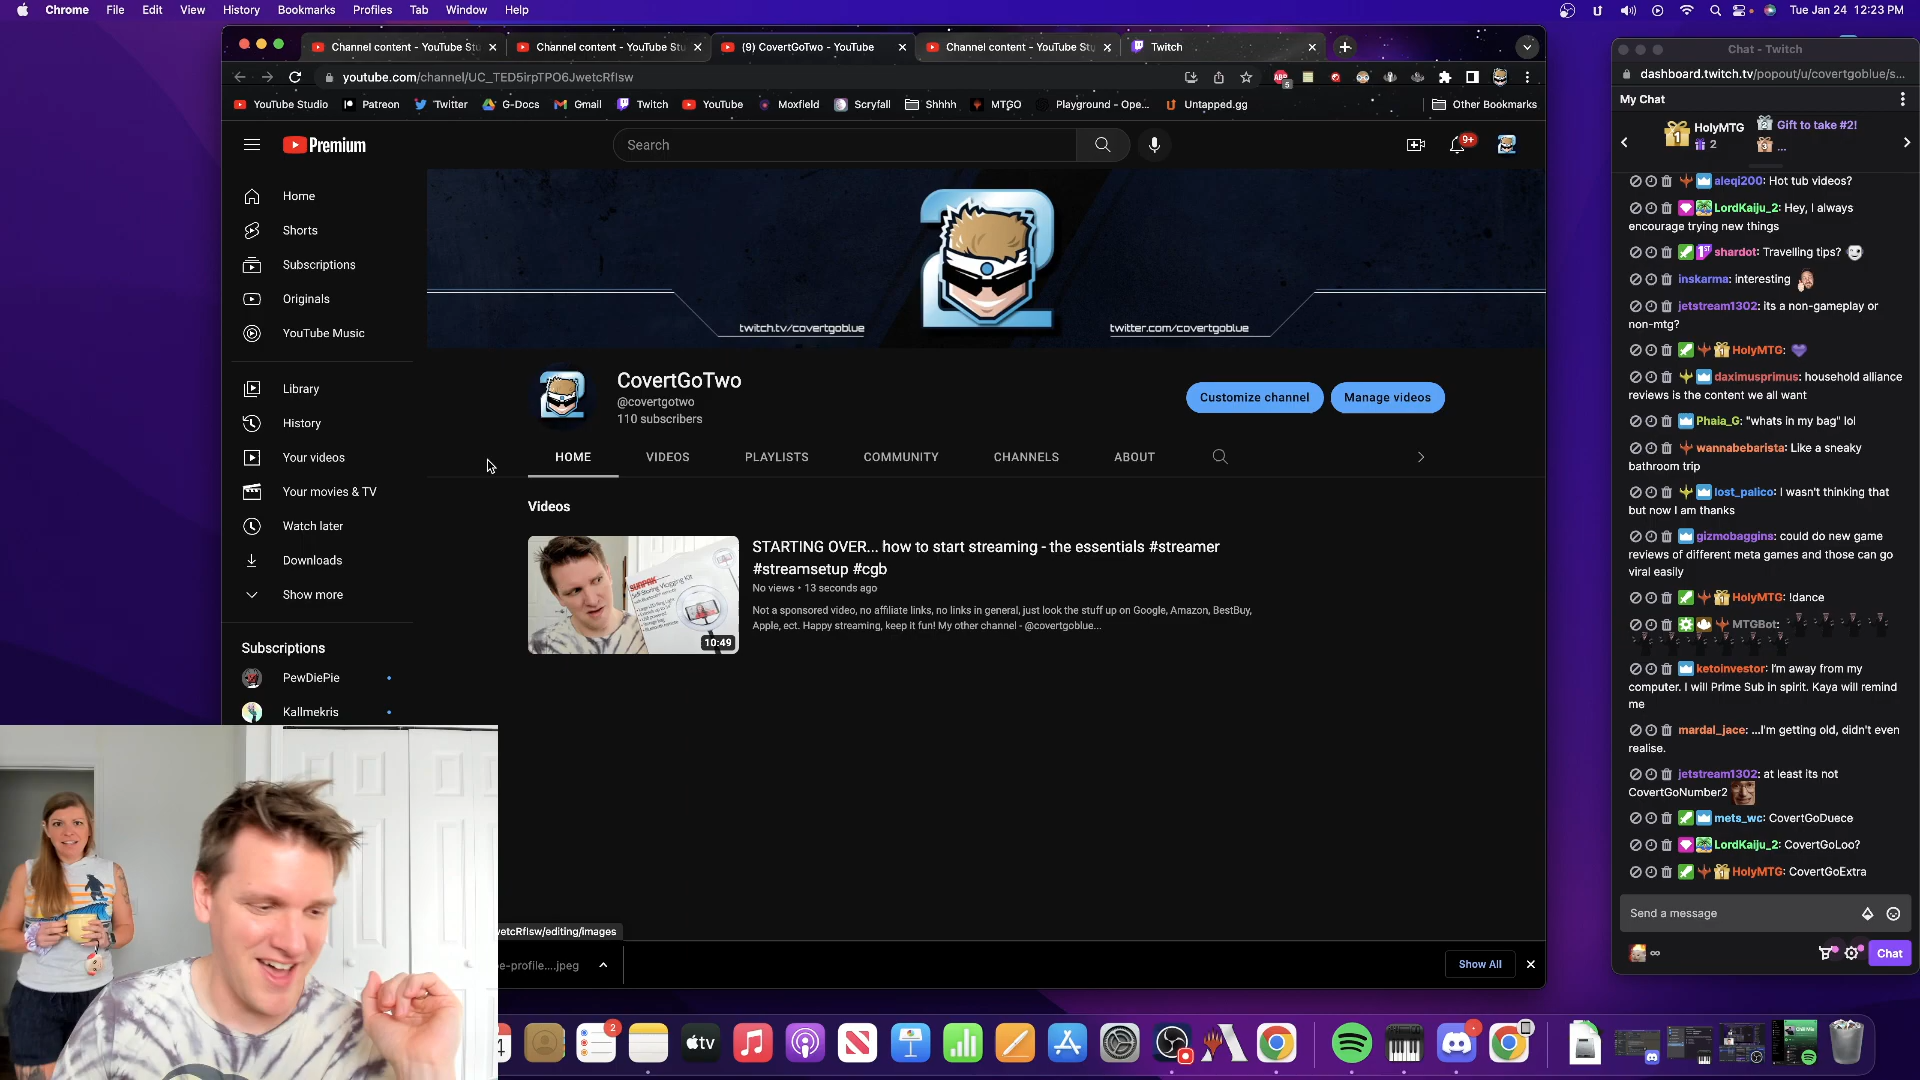 Chrome File Edit View History Bookmarks Profiles Tab Window Help
Tue Jan 24 12:23 PM
Channel content - YouTube Stu
Channel content - YouTube Stu
(9) CovertGoTwo - YouTube
Channel content - YouTube Stu
Twitch
youtube.com/channel/UC_TED5irpTPO6JwetcRfIsw
YouTube Studio Patreon Twitter G-Docs Gmail Twitch YouTube Moxfield Scryfall Shhhh MTGO Playground - Ope... Untapped.gg Other Bookmarks
Premium
Search
9+
Home
Shorts
Subscriptions
Originals
YouTube Music
Library
History
Your videos
Your movies & TV
Watch later
Downloads
Show more
Subscriptions
PewDiePie
Kallmekris
twitch.tv/covertgoblue
twitter.com/covertgoblue
CovertGoTwo
@covertgotwo
110 subscribers
Customize channel
Manage videos
HOME VIDEOS PLAYLISTS COMMUNITY CHANNELS ABOUT
Videos
SUNPAK
10:49
STARTING OVER... how to start streaming - the essentials #streamer
#streamsetup #cgb
No views • 13 seconds ago
Not a sponsored video, no affiliate links, no links in general, just look the stuff up on Google, Amazon, BestBuy,
Apple, ect. Happy streaming, keep it fun! My other channel - @covertgoblue...
vetcRfIsw/editing/images
e-profile....jpeg
Show All
Chat - Twitch
dashboard.twitch.tv/popout/u/covertgoblue/s...
My Chat
HolyMTG
2
Gift to take #2!
...
aleqi200: Hot tub videos?
LordKaiju_2: Hey, I always
encourage trying new things
shardot: Travelling tips?
inskarma: interesting
jetstream1302: its a non-gameplay or
non-mtg?
HolyMTG:
daximusprimus: household alliance
reviews is the content we all want
Phaia_G: "whats in my bag" lol
wannabebarista: Like a sneaky
bathroom trip
lost_palico: I wasn't thinking that
but now I am thanks
gizmobaggins: could do new game
reviews of different meta games and those can go
viral easily
HolyMTG: !dance
MTGBot:
ketoinvestor: I'm away from my
computer. I will Prime Sub in spirit. Kaya will remind
me
mardal_jace: ...I'm getting old, didn't even
realise.
jetstream1302: at least its not
CovertGoNumber2
mets_wc: CovertGoDuece
LordKaiju_2: CovertGoLoo?
HolyMTG: CovertGoExtra
Send a message
Chat
2
tv